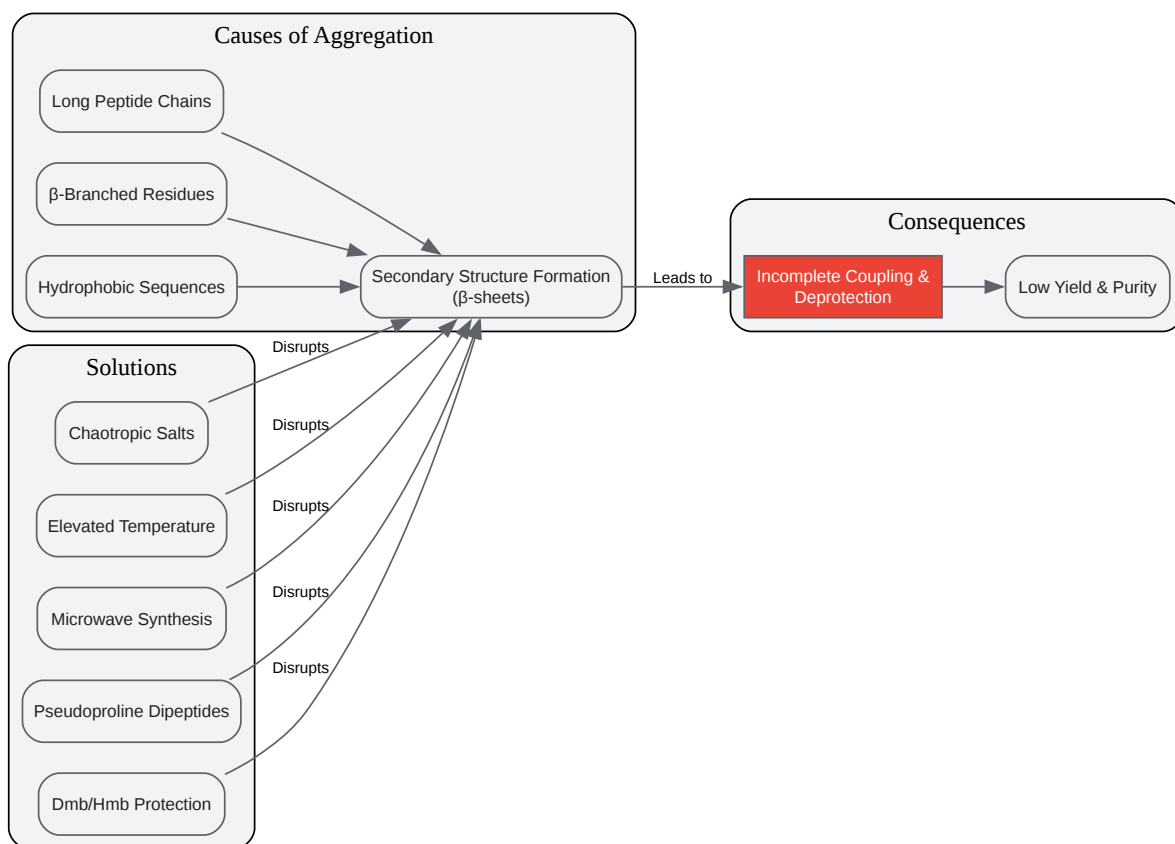 Causes of Aggregation
Long Peptide Chains
β-Branched Residues
Hydrophobic Sequences
Secondary Structure Formation
(β-sheets)
Leads to
Consequences
Incomplete Coupling &
Deprotection
Low Yield & Purity
Solutions
Chaotropic Salts
Disrupts
Elevated Temperature
Disrupts
Microwave Synthesis
Disrupts
Pseudoproline Dipeptides
Disrupts
Dmb/Hmb Protection
Disrupts